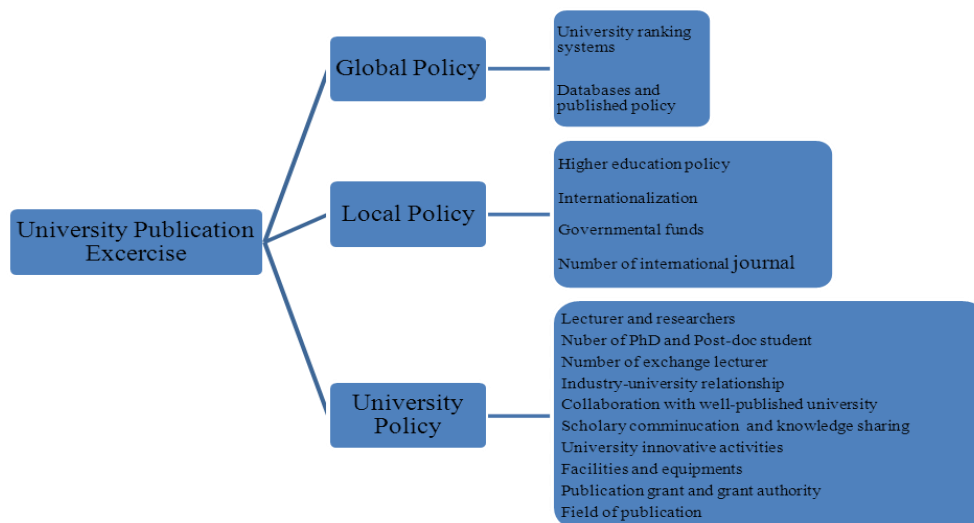 University Publication
Excercise
Global Policy
University ranking
systems
Databases and
published policy
Local Policy
Higher education policy
Internationalization
Governmental funds
Number of international journal
University
Policy
Lecturer and researchers
Nuber of PhD and Post-doc student
Number of exchange lecturer
Industry-university relationship
Collaboration with well-published university
Scholary comminucation and knowledge sharing
University innovative activities
Facilities and equipments
Publication grant and grant authority
Field of publication